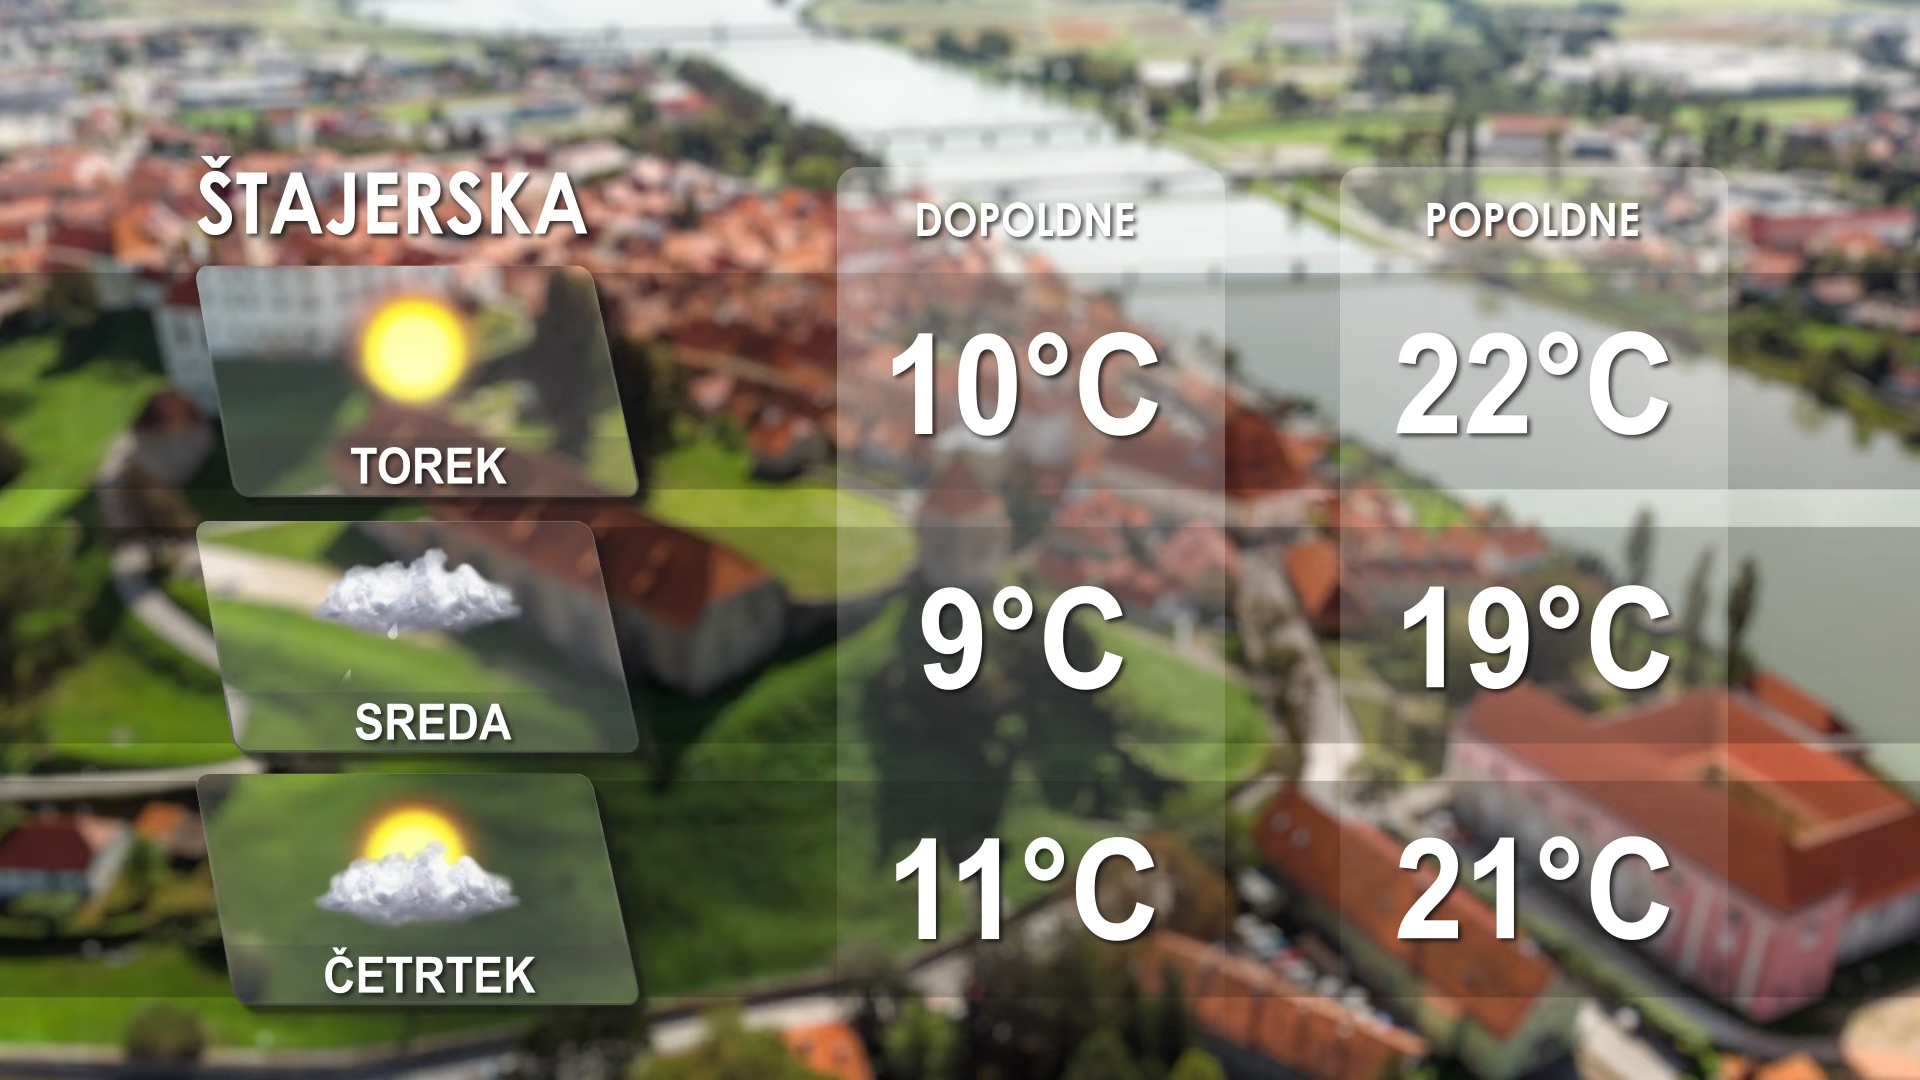 ŠTAJERSKA
DOPOLDNE POPOLDNE
TOREK 10°C 22°C
SREDA 9°C 19°C
ČETRTEK 11°C 21°C